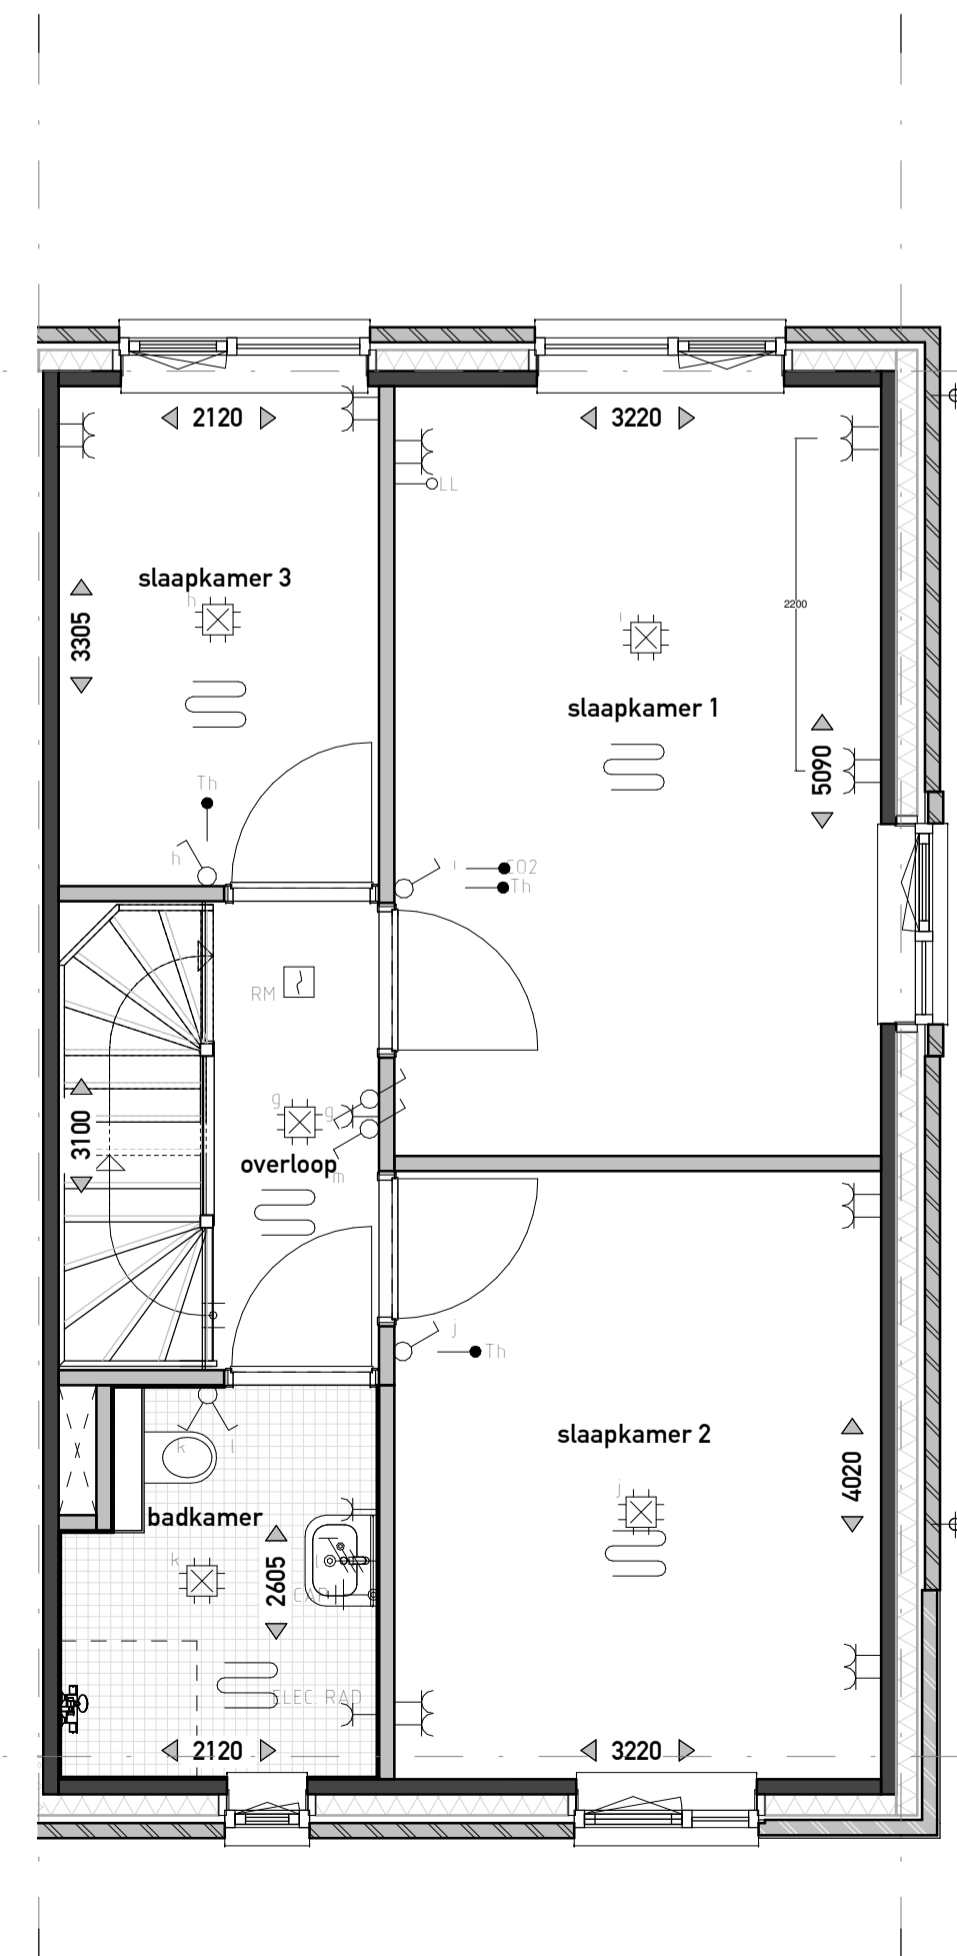 2120
3220
LL
slaapkamer 3
h
3305
2200
i
slaapkamer 1
5090
Th
h
i
CO2
Th
RM
g
g
3100
overloop
m
j
Th
k
l
slaapkamer 2
4020
badkamer
j
k
2605
CAP
ELEC. RAD
2120
3220